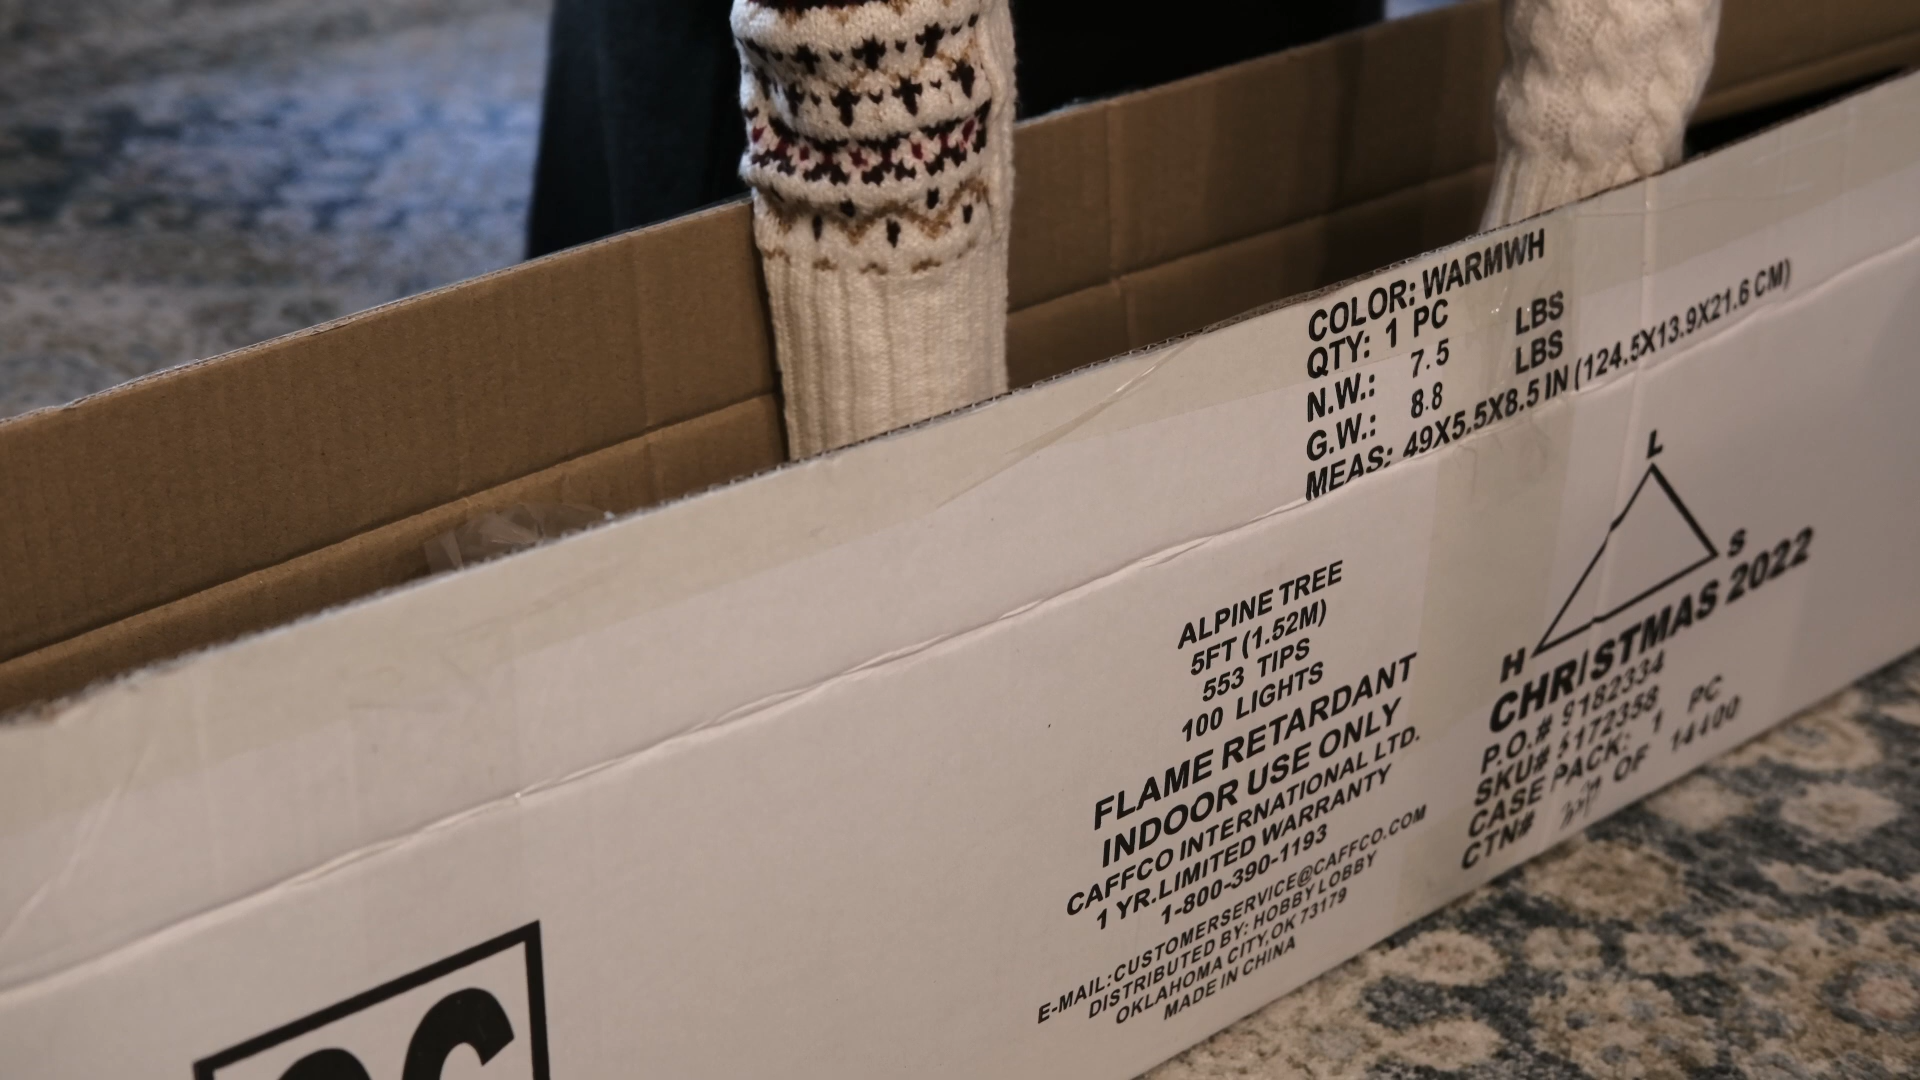 COLOR: WARMWH
QTY: 1 PC
N.W.: 7.5 LBS
G.W.: 8.8 LBS
MEAS: 49X5.5X8.5 IN (124.5X13.9X21.6 CM)
ALPINE TREE
5FT (1.52M)
553 TIPS
100 LIGHTS
FLAME RETARDANT
INDOOR USE ONLY
CAFFCO INTERNATIONAL LTD.
1 YR.LIMITED WARRANTY
1-800-390-1193
E-MAIL:CUSTOMERSERVICE@CAFFCO.COM
DISTRIBUTED BY: HOBBY LOBBY
OKLAHOMA CITY,OK 73179
MADE IN CHINA
L
S
H
CHRISTMAS 2022
P.O.# 9182334
SKU# 5172358
CASE PACK: 1 PC
CTN# OF 14400